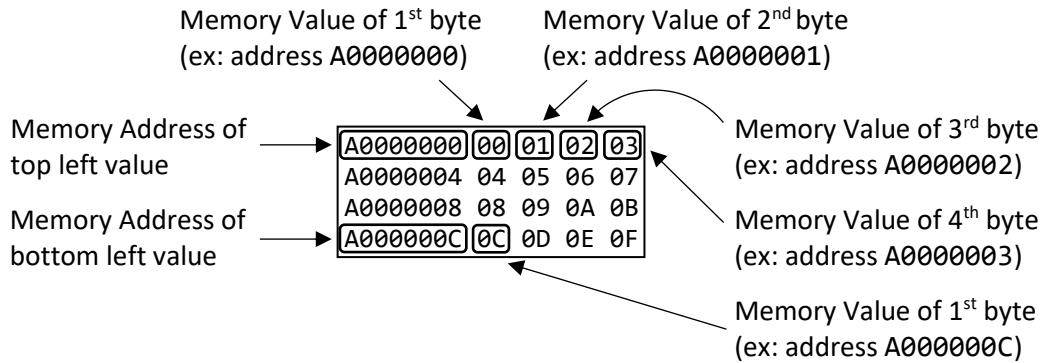 Memory Value of 1st byte
(ex: address A0000000)
Memory Value of 2nd byte
(ex: address A0000001)
Memory Address of
top left value
Memory Address of
bottom left value
A0000000 00 01 02 03
A0000004 04 05 06 07
A0000008 08 09 0A 0B
A000000C 0C 0D 0E 0F
Memory Value of 3rd byte
(ex: address A0000002)
Memory Value of 4th byte
(ex: address A0000003)
Memory Value of 1st byte
(ex: address A000000C)